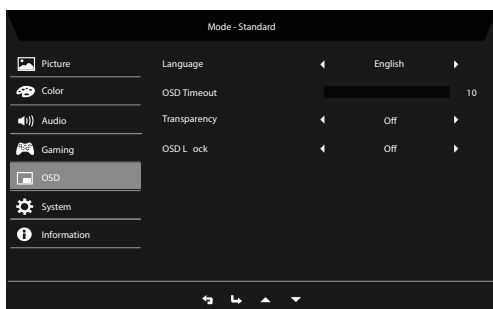 Mode - Standard
Picture
Language English
Color
OSD Timeout 10
Audio
Transparency Off
Gaming
OSD L ock Off
OSD
System
Information